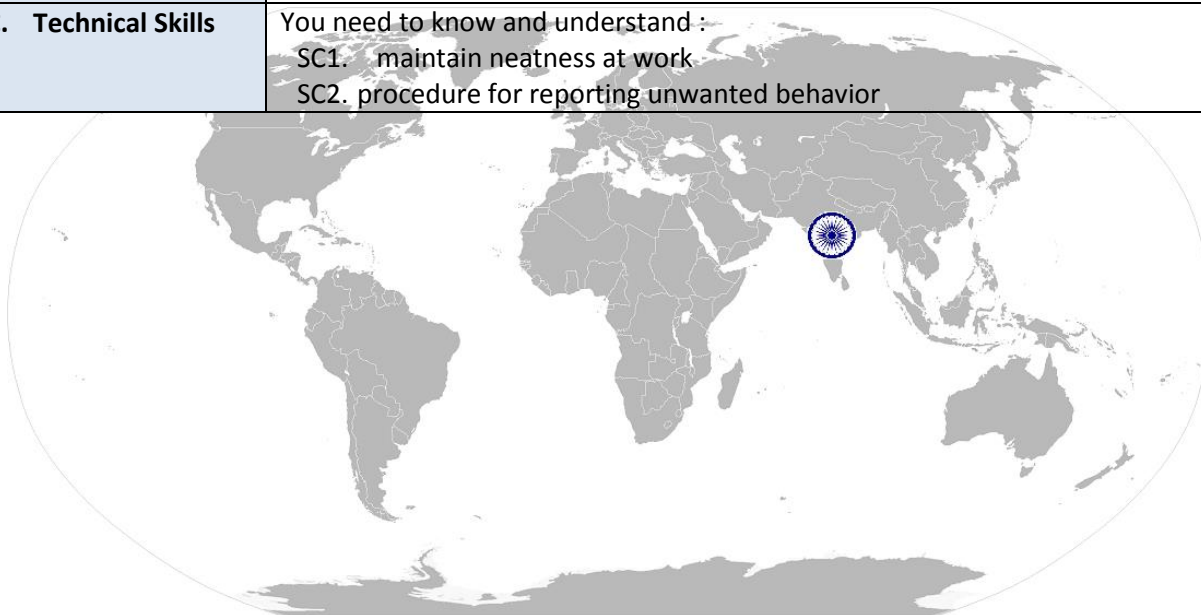 . Technical Skills
You need to know and understand :
SC1. maintain neatness at work
SC2. procedure for reporting unwanted behavior